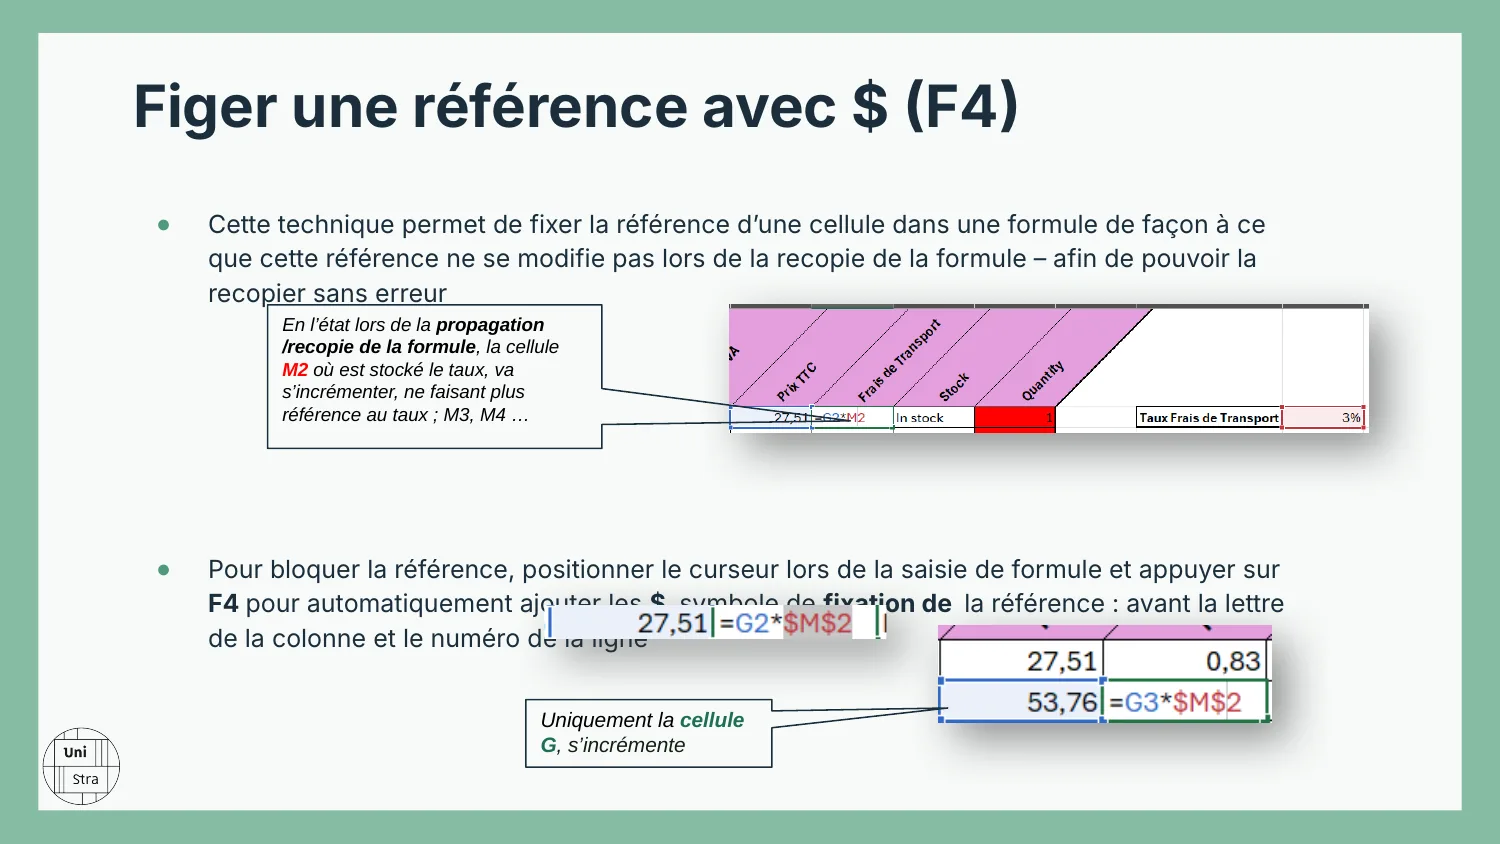 Figer une référence avec $ (F4)
Cette technique permet de fixer la référence d’une cellule dans une formule de façon à ce
que cette référence ne se modifie pas lors de la recopie de la formule – afin de pouvoir la
recopier sans erreur
En l’état lors de la propagation
/recopie de la formule, la cellule
M2 où est stocké le taux, va
s’incrémenter, ne faisant plus
référence au taux ; M3, M4 …
Prix TTC
Frais de Transport
Stock
Quantity
27,51 =G2*M2 In stock 1 Taux Frais de Transport 3%
Pour bloquer la référence, positionner le curseur lors de la saisie de formule et appuyer sur
F4 pour automatiquement ajouter les $ symbole de fixation de la référence : avant la lettre
de la colonne et le numéro de la ligne
27,51 =G2*$M$2
27,51 0,83
53,76 =G3*$M$2
Uniquement la cellule
G, s’incrémente
Uni
Stra